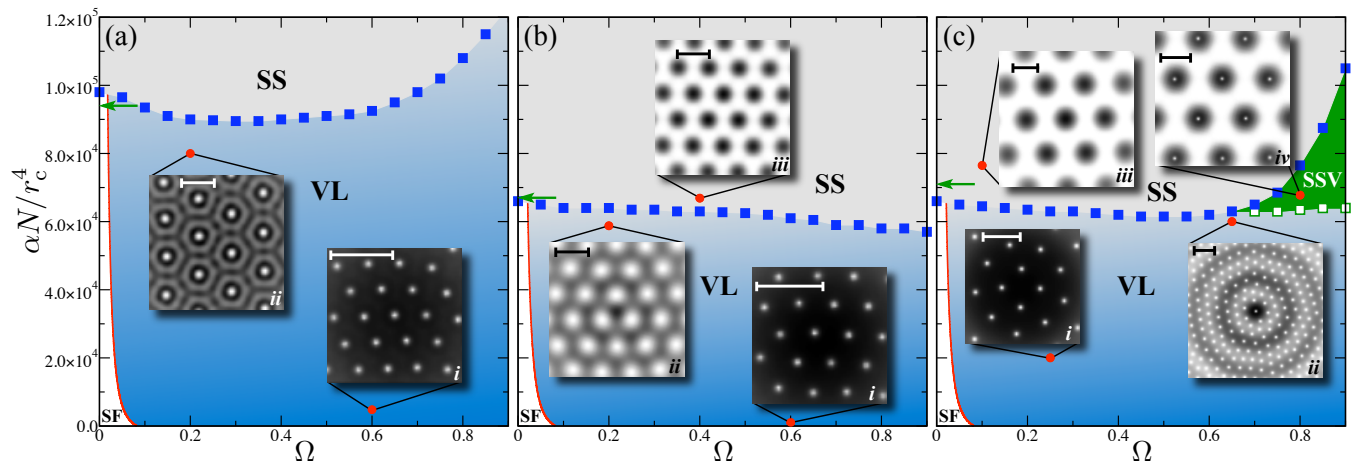 (a)
(b)
(c)
1.2×10⁵
1.0×10⁵
8.0×10⁴
6.0×10⁴
4.0×10⁴
2.0×10⁴
0
αN/r_c⁴
SS
VL
SF
ii
i
0 0.2 0.4 0.6 0.8
Ω
iii
SS
VL
ii
i
0 0.2 0.4 0.6 0.8
Ω
iii
iv
SS
SSV
VL
i
ii
SF
0 0.2 0.4 0.6 0.8
Ω